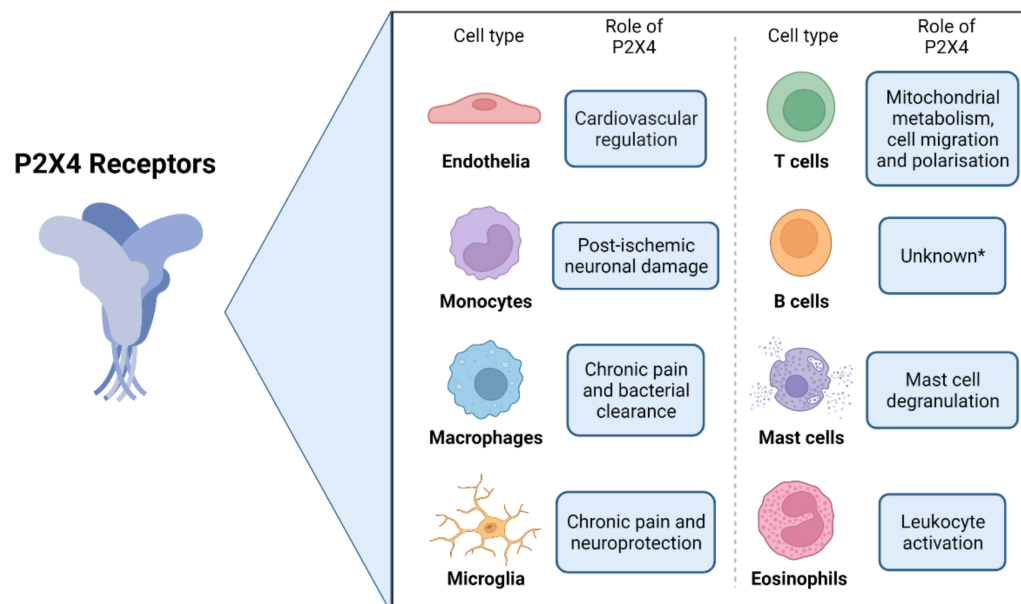 P2X4 Receptors
Cell type
Role of
P2X4
Endothelia
Cardiovascular
regulation
Monocytes
Post-ischemic
neuronal damage
Macrophages
Chronic pain
and bacterial
clearance
Microglia
Chronic pain and
neuroprotection
Cell type
Role of
P2X4
T cells
Mitochondrial
metabolism,
cell migration
and polarisation
B cells
Unknown*
Mast cells
Mast cell
degranulation
Eosinophils
Leukocyte
activation